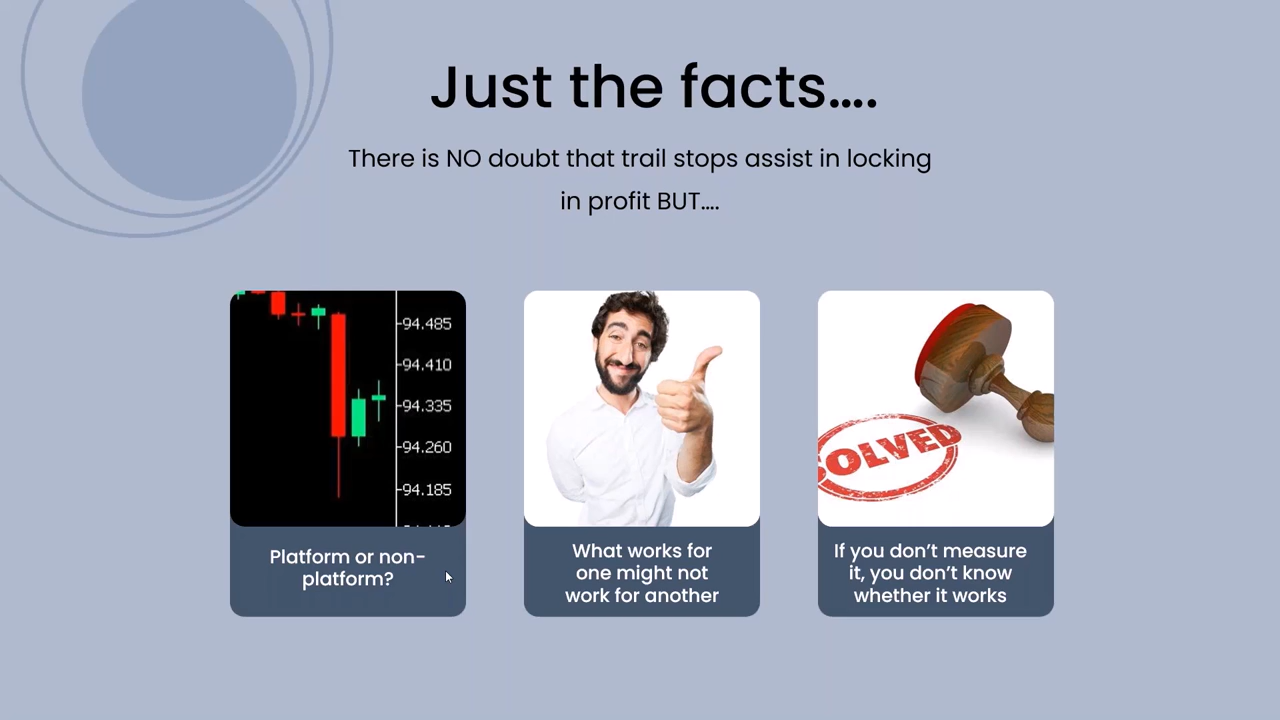 Just the facts....
There is NO doubt that trail stops assist in locking
in profit BUT....
94.485
94.410
94.335
94.260
94.185
SOLVED
Platform or non-
platform?
What works for
one might not
work for another
If you don't measure
it, you don't know
whether it works